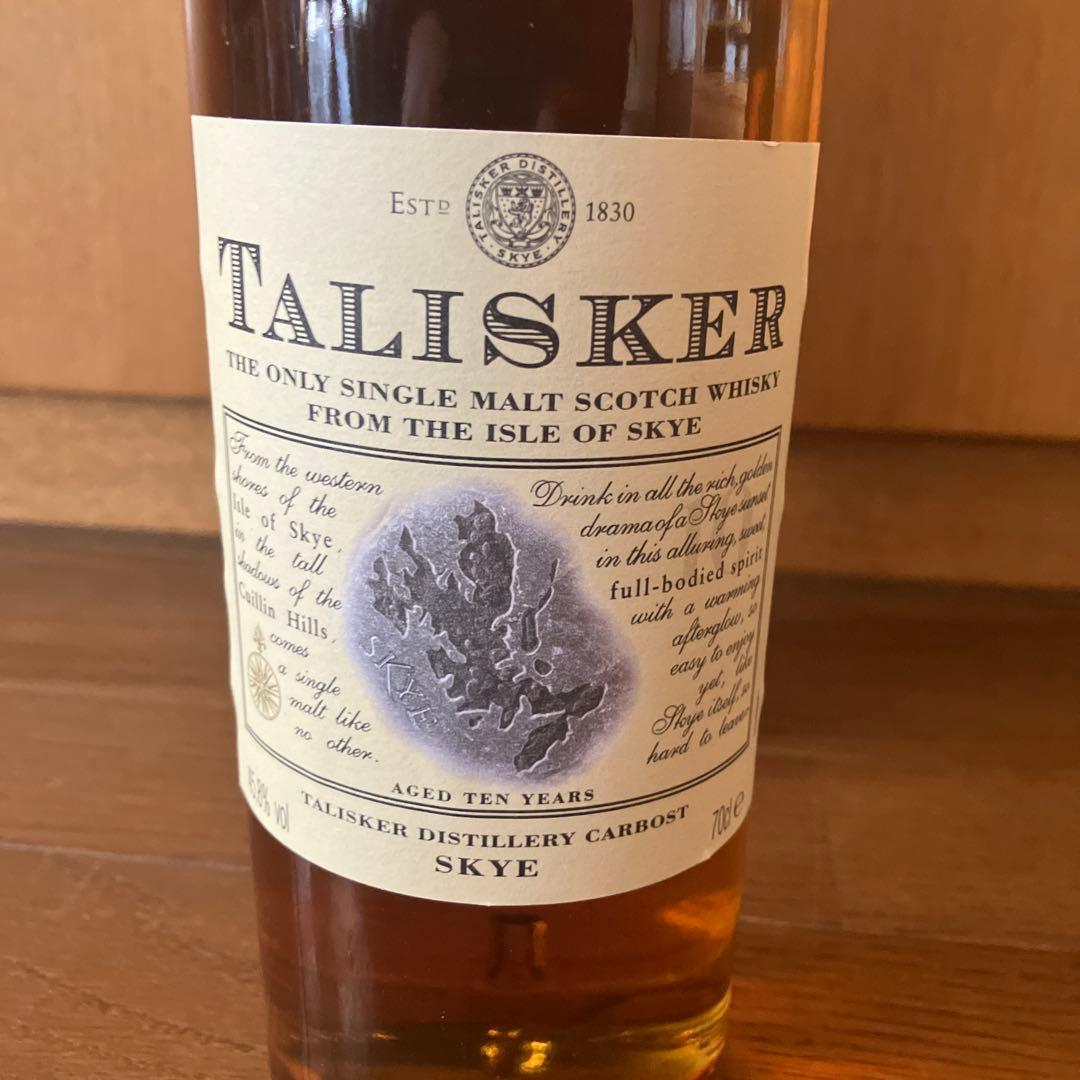 ESTD 1830
TALISKER DISTILLERY
SKYE
TALISKER
THE ONLY SINGLE MALT SCOTCH WHISKY
FROM THE ISLE OF SKYE
From the western
shores of the
Isle of Skye,
in the tall
shadows of the
Cuillin Hills,
comes
a single
malt like
no other.
SKYE
Drink in all the rich, golden
drama of a Skye sunset
in this alluring, sweet,
full-bodied spirit
with a warming
afterglow, so
easy to enjoy
yet, like
Skye itself, so
hard to leave.
AGED TEN YEARS
45.8% vol
TALISKER DISTILLERY CARBOST
70cl e
SKYE